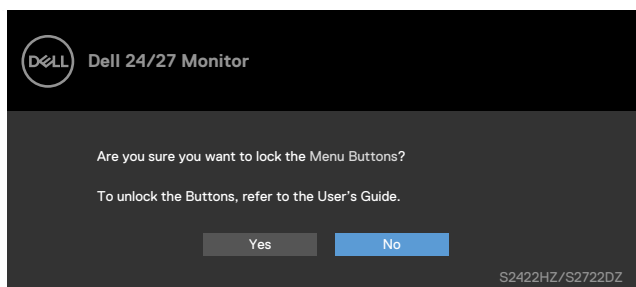 DELL
Dell 24/27 Monitor
Are you sure you want to lock the Menu Buttons?
To unlock the Buttons, refer to the User's Guide.
Yes
No
S2422HZ/S2722DZ